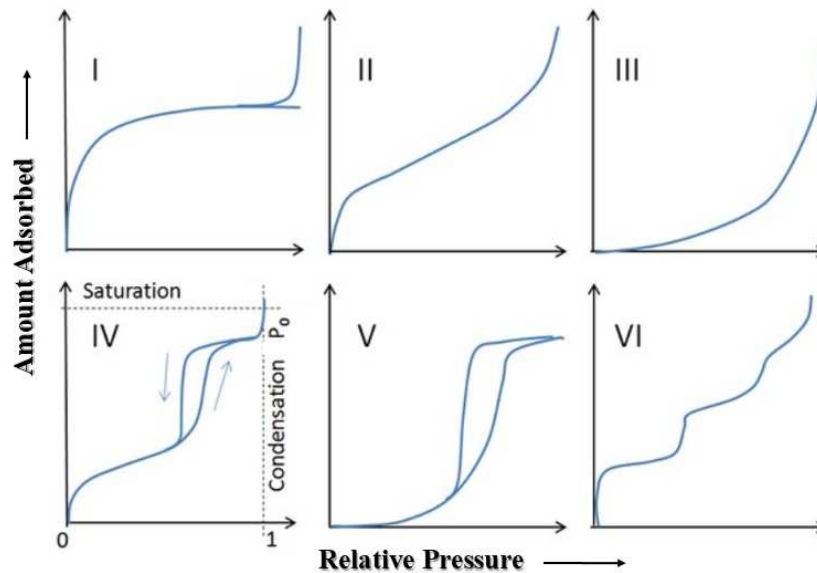 I
II
III
Amount Adsorbed
Saturation
IV
P₀
Condensation
V
VI
0
1
Relative Pressure